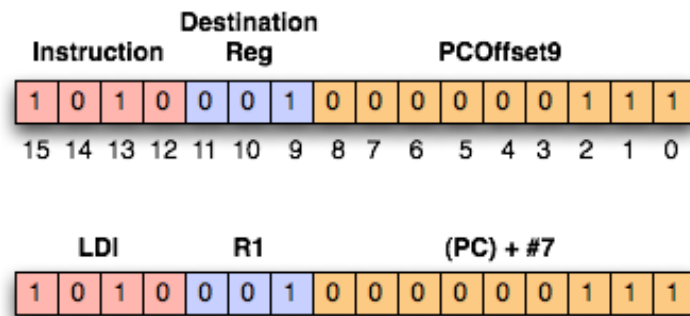 Destination
Instruction Reg PCOffset9
1 0 1 0 0 0 1 0 0 0 0 0 0 1 1 1
15 14 13 12 11 10 9 8 7 6 5 4 3 2 1 0
LDI R1 (PC) + #7
1 0 1 0 0 0 1 0 0 0 0 0 0 1 1 1